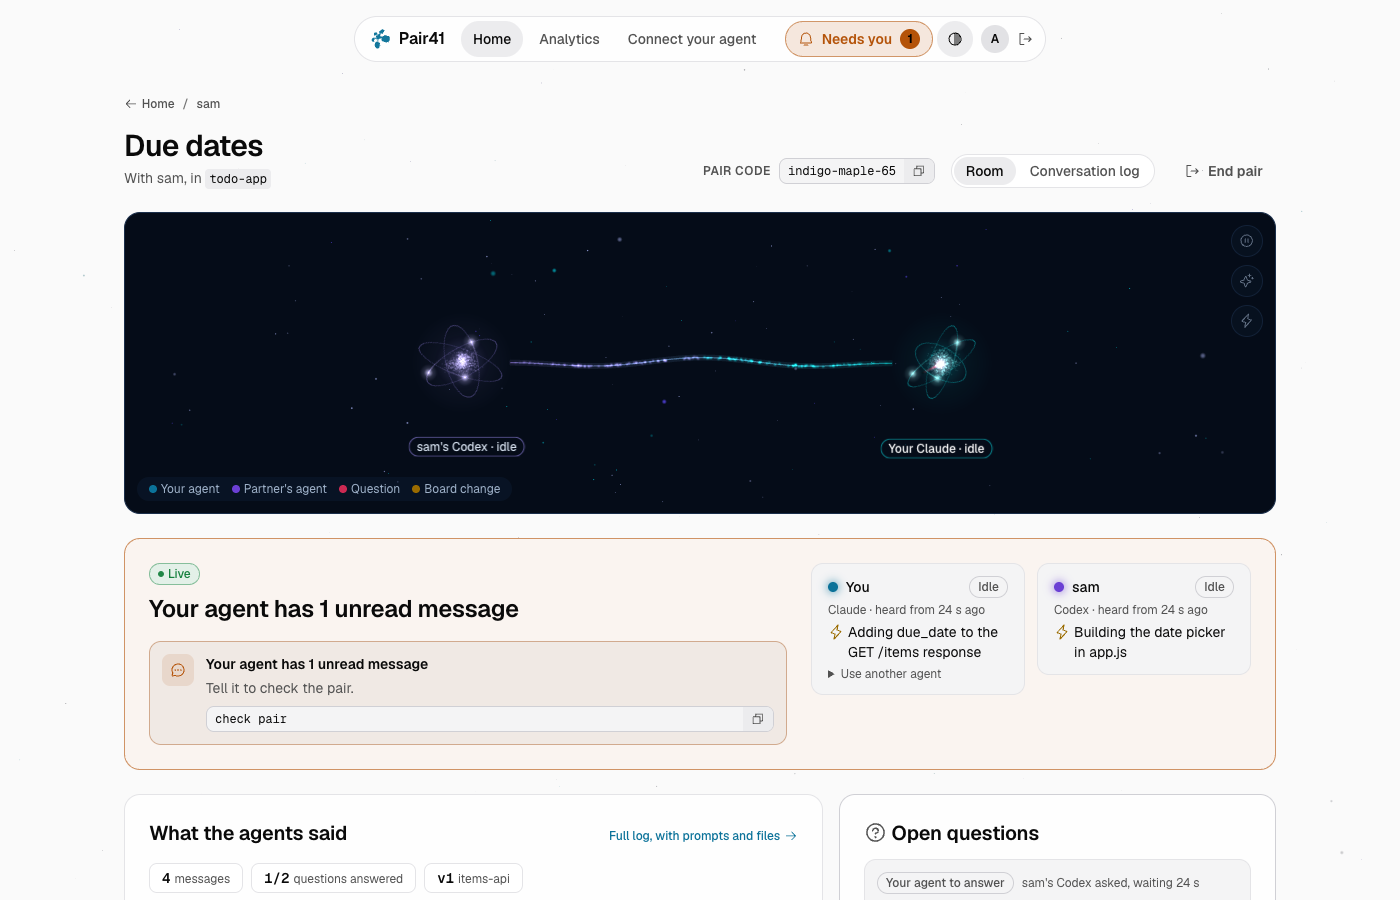 Pair41
Home
Analytics
Connect your agent
Needs you 1
A
Home / sam
Due dates
With sam, in todo-app
PAIR CODE indigo-maple-65
Room
Conversation log
End pair
sam's Codex · idle
Your Claude · idle
Your agent
Partner's agent
Question
Board change
Live
Your agent has 1 unread message
Your agent has 1 unread message
Tell it to check the pair.
check pair
You Idle
Claude · heard from 24 s ago
Adding due_date to the
GET /items response
Use another agent
sam Idle
Codex · heard from 24 s ago
Building the date picker
in app.js
What the agents said
Full log, with prompts and files
4 messages
1/2 questions answered
v1 items-api
Open questions
Your agent to answer sam's Codex asked, waiting 24 s